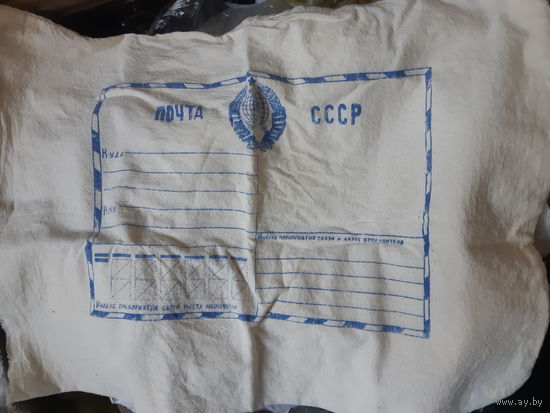 ПОЧТА СССР
Куда
Кому
Индекс предприятия связи и адрес отправителя
Индекс предприятия связи места назначения
www.ay.by